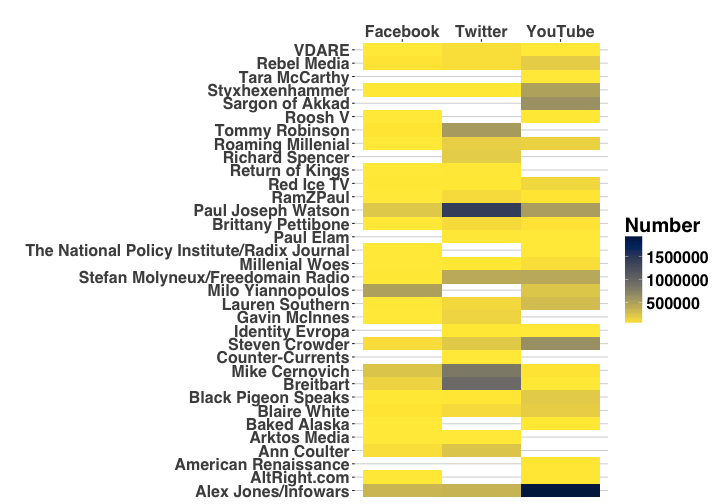 Facebook Twitter YouTube
VDARE
Rebel Media
Tara McCarthy
Styxhexenhammer
Sargon of Akkad
Roosh V
Tommy Robinson
Roaming Millenial
Richard Spencer
Return of Kings
Red Ice TV
RamZPaul
Paul Joseph Watson
Brittany Pettibone
Paul Elam
The National Policy Institute/Radix Journal
Millenial Woes
Stefan Molyneux/Freedomain Radio
Milo Yiannopoulos
Lauren Southern
Gavin McInnes
Identity Evropa
Steven Crowder
Counter-Currents
Mike Cernovich
Breitbart
Black Pigeon Speaks
Blaire White
Baked Alaska
Arktos Media
Ann Coulter
American Renaissance
AltRight.com
Alex Jones/Infowars
Number
1500000
1000000
500000